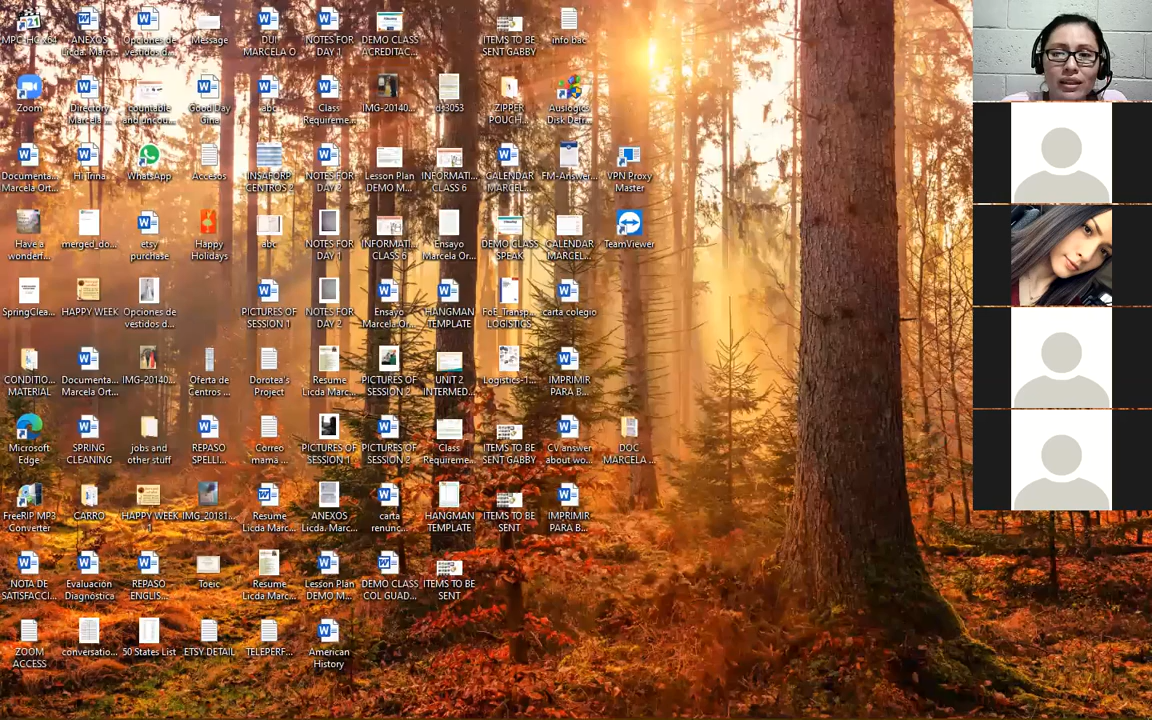 MPC-HC x64
ANEXOS
Licda. Marc...
Opciones de
vestidos d...
Message
DUI
MARCELA O
NOTES FOR
DAY 1
DEMO CLASS
ACREDITAC...
ITEMS TO BE
SENT GABBY
info bac
Zoom
Directory
Marcela ...
countable
and uncou...
Good Day
Gina
abc
Class
Requireme...
IMG-20140...
ds3053
ZIPPER
POUCH...
Auslogics
Disk Defr...
Documenta...
Marcela Ort...
Hi Trina
WhatsApp
Accesos
INSAFORP
CENTROS 2
NOTES FOR
DAY 2
Lesson Plan
DEMO M...
INFORMATI...
CLASS 6
CALENDAR
MARCEL...
FM-Answer...
VPN Proxy
Master
Have a
wonderf...
merged_do...
etsy
purchase
Happy
Holidays
abc
NOTES FOR
DAY 1
INFORMATI...
CLASS 6
Ensayo
Marcela Or...
DEMO CLASS
SPEAK
CALENDAR
MARCEL...
TeamViewer
SpringClea...
HAPPY WEEK
Opciones de
vestidos d...
PICTURES OF
SESSION 1
NOTES FOR
DAY 2
Ensayo
Marcela Or...
HANGMAN
TEMPLATE
FoE_Transp...
LOGISTICS
carta colegio
CONDITIO...
MATERIAL
Documenta...
Marcela Ort...
IMG-20140...
Oferta de
Centros ...
Dorotea's
Project
Resume
Licda Marc...
PICTURES OF
SESSION 2
UNIT 2
INTERMED...
Logistics-1...
IMPRIMIR
PARA B...
Microsoft
Edge
SPRING
CLEANING
jobs and
other stuff
REPASO
SPELLI...
Correo
mama ...
PICTURES OF
SESSION 1
PICTURES OF
SESSION 2
Class
Requireme...
ITEMS TO BE
SENT GABBY
CV answer
about wo...
DOC
MARCELA ...
FreeRIP MP3
Converter
CARRO
HAPPY WEEK
1
IMG_20181...
Resume
Licda Marc...
ANEXOS
Licda. Marc...
carta
renunc...
HANGMAN
TEMPLATE
ITEMS TO BE
SENT
IMPRIMIR
PARA B...
NOTA DE
SATISFACCI...
Evaluación
Diagnóstica
REPASO
ENGLIS...
Toeic
Resume
Licda Marc...
Lesson Plan
DEMO M...
DEMO CLASS
COL GUAD...
ITEMS TO BE
SENT
ZOOM
ACCESS
conversatio...
50 States List
ETSY DETAIL
TELEPERF...
American
History